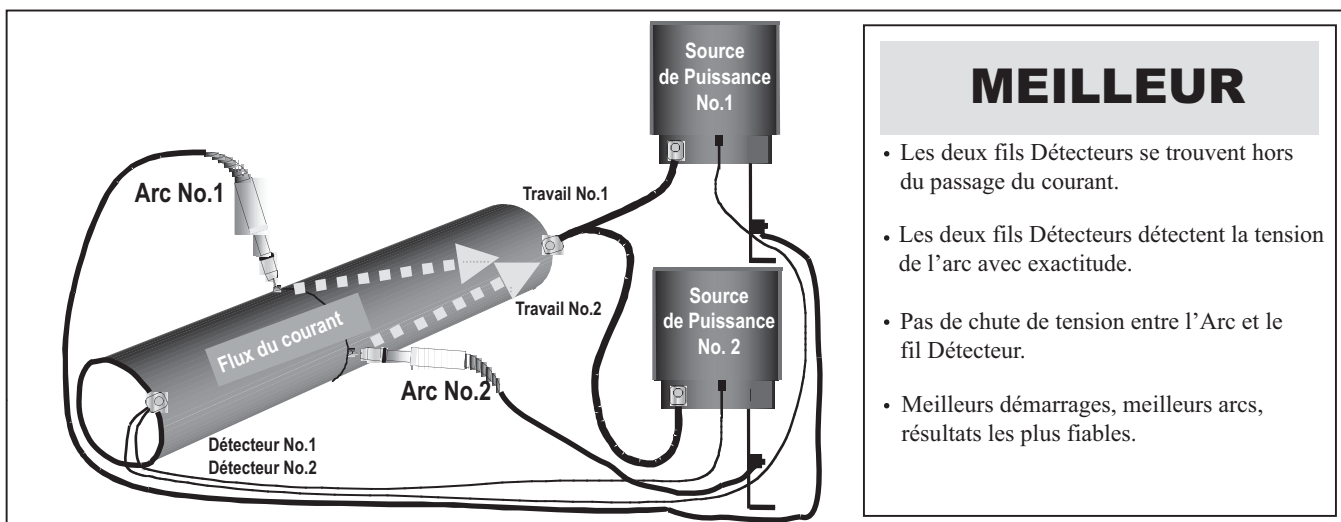 Source
de Puissance
No.1
Arc No.1
Travail No.1
Flux du courant
Travail No.2
Source
de Puissance
No. 2
Arc No.2
Détecteur No.1
Détecteur No.2
MEILLEUR
• Les deux fils Détecteurs se trouvent hors
du passage du courant.
• Les deux fils Détecteurs détectent la tension
de l’arc avec exactitude.
• Pas de chute de tension entre l’Arc et le
fil Détecteur.
• Meilleurs démarrages, meilleurs arcs,
résultats les plus fiables.